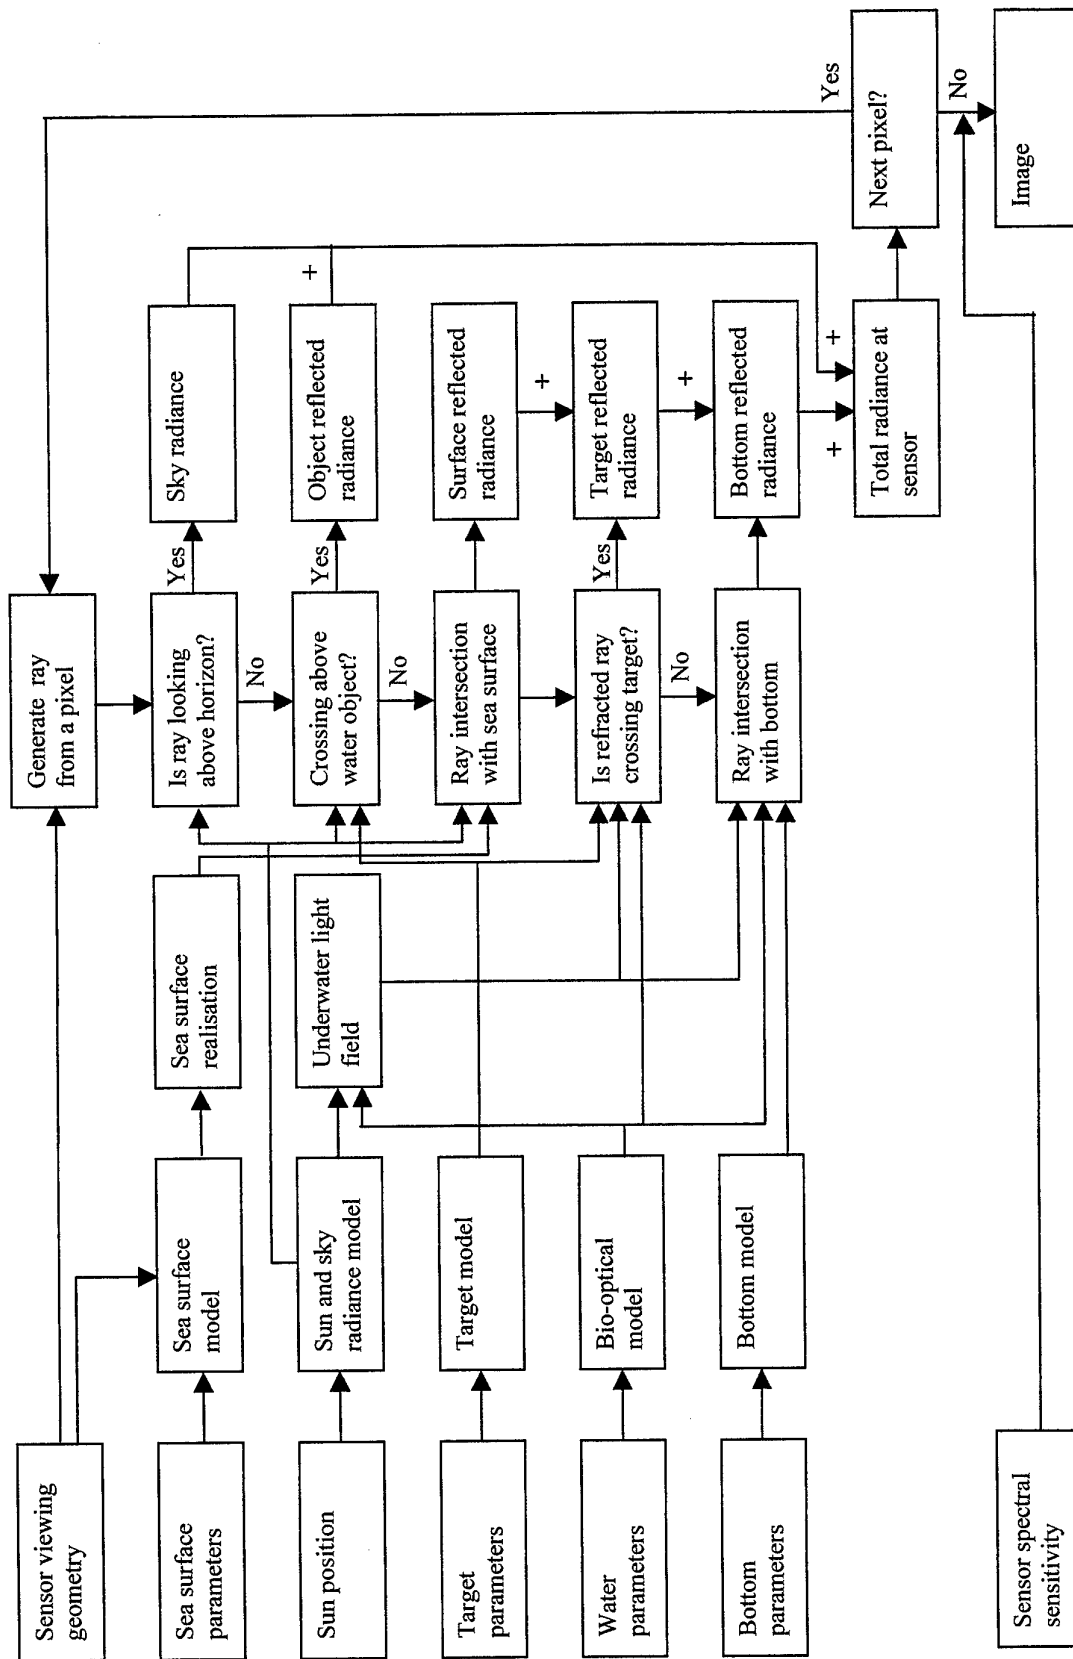 Sensor viewing
geometry
Sea surface
parameters
Sun position
Target
parameters
Water
parameters
Bottom
parameters
Sensor spectral
sensitivity
Sea surface
model
Sun and sky
radiance model
Target model
Bio-optical
model
Bottom model
Sea surface
realisation
Underwater light
field
Generate ray
from a pixel
Is ray looking
above horizon?
No
Crossing above
water object?
No
Ray intersection
with sea surface
Is refracted ray
crossing target?
No
Ray intersection
with bottom
Yes
Yes
Yes
Sky radiance
Object reflected
radiance
+
Surface reflected
radiance
+
Target reflected
radiance
+
Bottom reflected
radiance
+
+
Total radiance at
sensor
Next pixel?
Yes
No
Image